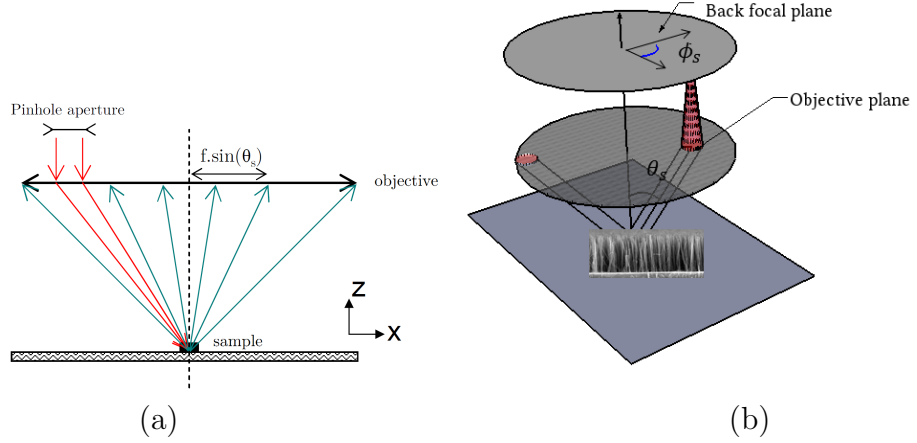 Pinhole aperture
f.sin(θs)
objective
sample
Z
X
(a)
Back focal plane
ϕs
Objective plane
θs
(b)